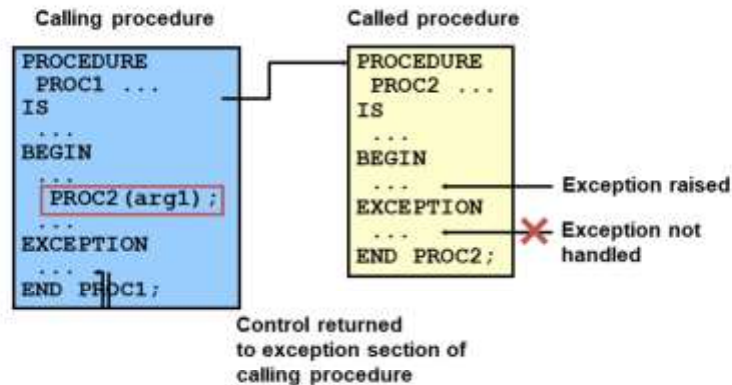 Calling procedure
PROCEDURE
PROC1 ...
IS
...
BEGIN
...
PROC2(arg1);
...
EXCEPTION
...
END PROC1;
Called procedure
PROCEDURE
PROC2 ...
IS
...
BEGIN
...
EXCEPTION
...
END PROC2;
Exception raised
Exception not
handled
Control returned
to exception section of
calling procedure